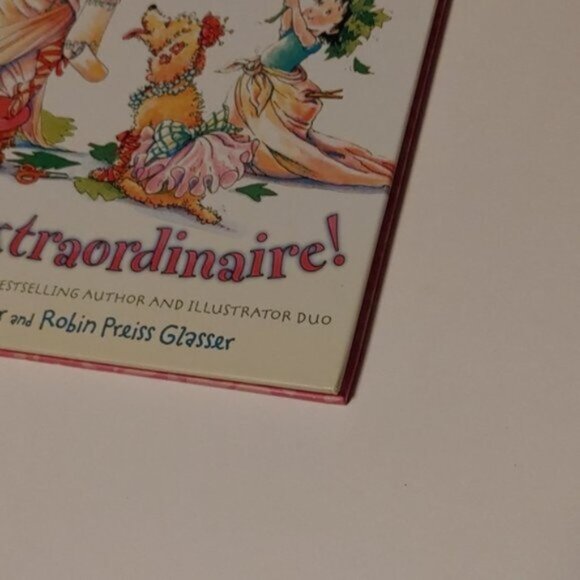 xtraordinaire!
ESTSELLING AUTHOR AND ILLUSTRATOR DUO
r and Robin Preiss Glasser